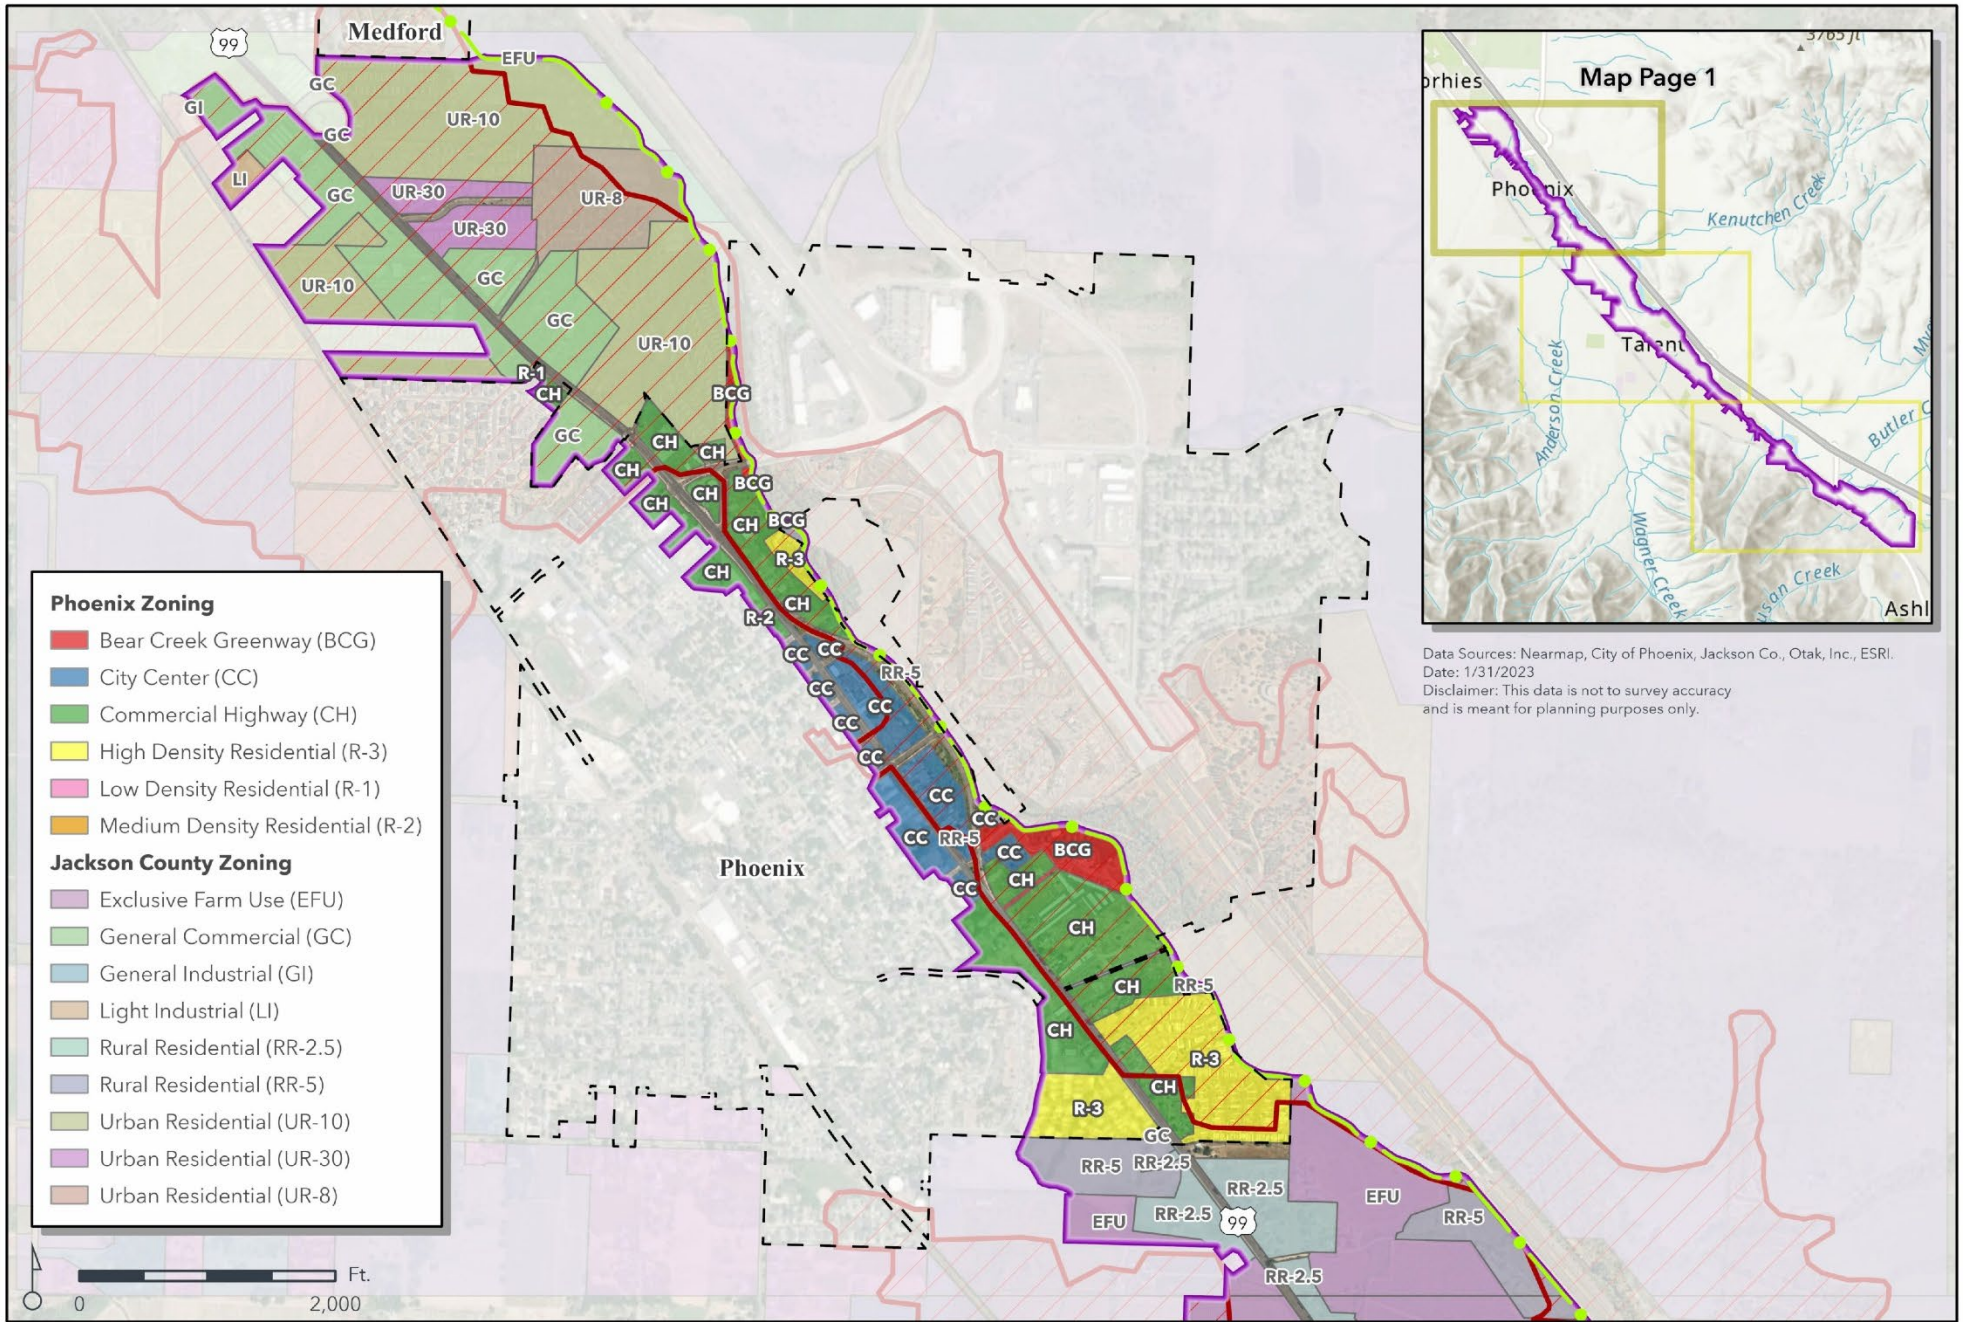 Medford
99
EFU
GC
GI
GC
UR-10
LI
GC
UR-30
UR-8
UR-30
GC
UR-10
GC
UR-10
R-1
CH
BCG
GC
CH
CH
CH
BCG
CH
CH
CH
BCG
R-3
CH
CH
R-2
CC
CC
RR-5
CC
CC
CC
CC
CC
CC
CC
RR-5
CC
BCG
CH
Phoenix
CC
CH
CH
RR-5
CH
R-3
CH
R-3
GC
RR-5
RR-2.5
RR-2.5
EFU
EFU
RR-2.5
99
RR-5
RR-2.5
Phoenix Zoning
Bear Creek Greenway (BCG)
City Center (CC)
Commercial Highway (CH)
High Density Residential (R-3)
Low Density Residential (R-1)
Medium Density Residential (R-2)
Jackson County Zoning
Exclusive Farm Use (EFU)
General Commercial (GC)
General Industrial (GI)
Light Industrial (LI)
Rural Residential (RR-2.5)
Rural Residential (RR-5)
Urban Residential (UR-10)
Urban Residential (UR-30)
Urban Residential (UR-8)
Ft.
0 2,000
3765 ft
orhies
Map Page 1
Phoenix
Kenutchen Creek
Talent
Anderson Creek
Butler C
Wagner Creek
usan Creek
Ashl
Data Sources: Nearmap, City of Phoenix, Jackson Co., Otak, Inc., ESRI.
Date: 1/31/2023
Disclaimer: This data is not to survey accuracy
and is meant for planning purposes only.